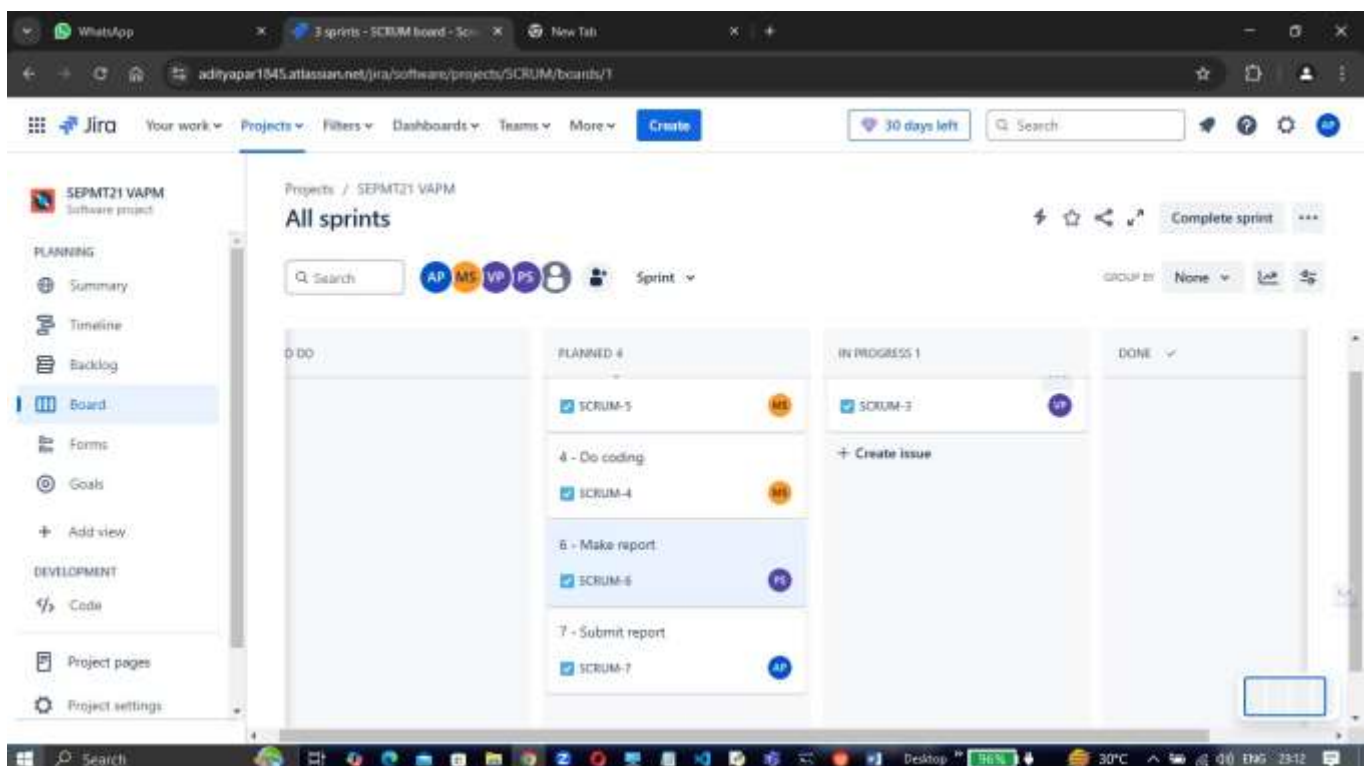 WhatsApp
3 sprints - SCRUM board - Scr
New Tab
adityapar1845.atlassian.net/jira/software/projects/SCRUM/boards/1
Jira
Your work
Projects
Filters
Dashboards
Teams
More
Create
30 days left
Search
AP
SEPMT21 VAPM
Software project
PLANNING
Summary
Timeline
Backlog
Board
Forms
Goals
Add view
DEVELOPMENT
Code
Project pages
Project settings
Projects / SEPMT21 VAPM
All sprints
Complete sprint
Search
AP MS VP PS
Sprint
GROUP BY
None
O DO
PLANNED 4
SCRUM-5
MS
4 - Do coding
SCRUM-4
MS
6 - Make report
SCRUM-6
PS
7 - Submit report
SCRUM-7
AP
IN PROGRESS 1
SCRUM-3
VP
+ Create issue
DONE
Search
Desktop
96%
30°C
ENG
23:12